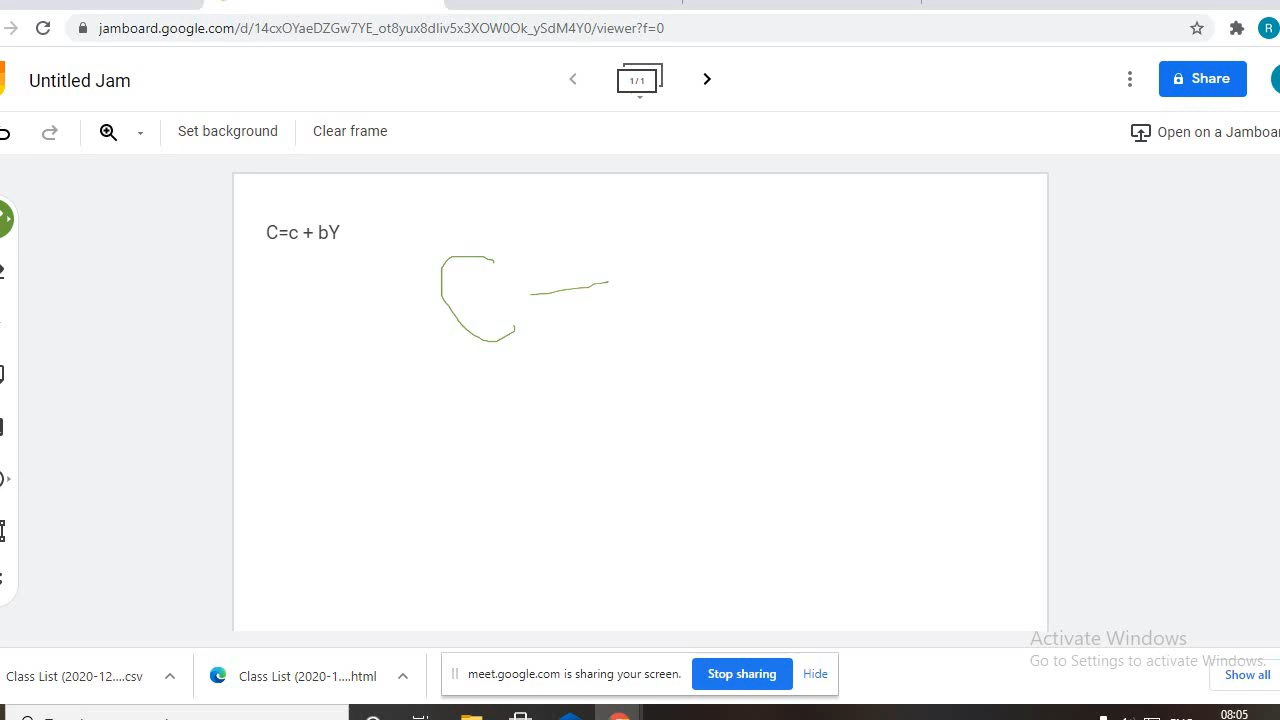 jamboard.google.com/d/14cxOYaeDZGw7YE_ot8yux8dIiv5x3XOW0Ok_ySdM4Y0/viewer?f=0
R
Untitled Jam
1 / 1
Share
Set background
Clear frame
Open on a Jamboar
C=c + bY
C
Activate Windows
Go to Settings to activate Windows.
Class List (2020-12....csv
Class List (2020-1....html
meet.google.com is sharing your screen.
Stop sharing
Hide
Show all
08:05